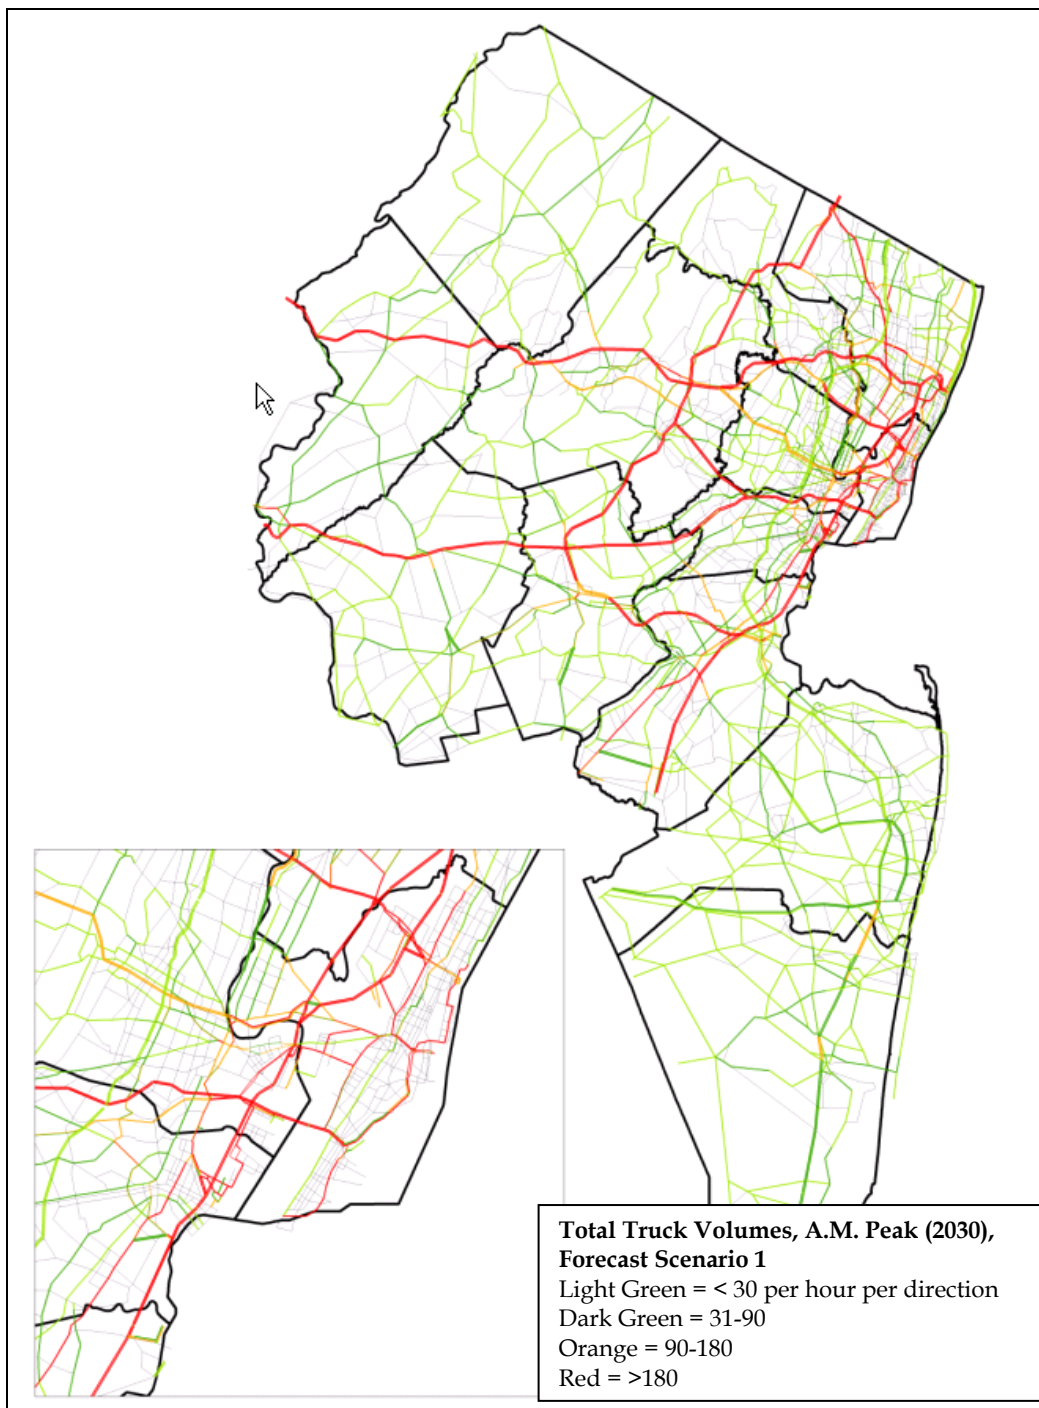 Total Truck Volumes, A.M. Peak (2030),
Forecast Scenario 1
Light Green = < 30 per hour per direction
Dark Green = 31-90
Orange = 90-180
Red = >180